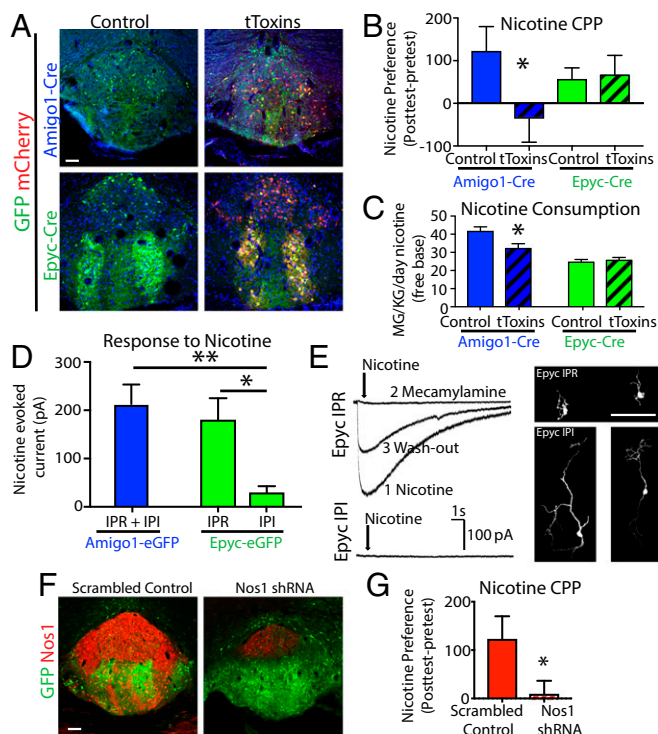 A
Control
tToxins
GFP mCherry
Amigo1-Cre
Epyc-Cre
B
Nicotine CPP
Nicotine Preference
(Posttest-pretest)
200
100
0
-100
*
Control tToxins
Control tToxins
Amigo1-Cre
Epyc-Cre
C
Nicotine Consumption
MG/KG/day nicotine
(free base)
50
40
30
20
10
0
*
Control tToxins
Control tToxins
Amigo1-Cre
Epyc-Cre
D
Response to Nicotine
Nicotine evoked
current (pA)
300
200
100
0
**
*
IPR + IPI
IPR
IPI
Amigo1-eGFP
Epyc-eGFP
E
Nicotine
2 Mecamylamine
3 Wash-out
1 Nicotine
Epyc IPR
Nicotine
Epyc IPI
1s
100 pA
Epyc IPR
Epyc IPI
F
Scrambled Control
Nos1 shRNA
GFP Nos1
G
Nicotine CPP
Nicotine Preference
(Posttest-pretest)
200
100
0
*
Scrambled
Control
Nos1
shRNA